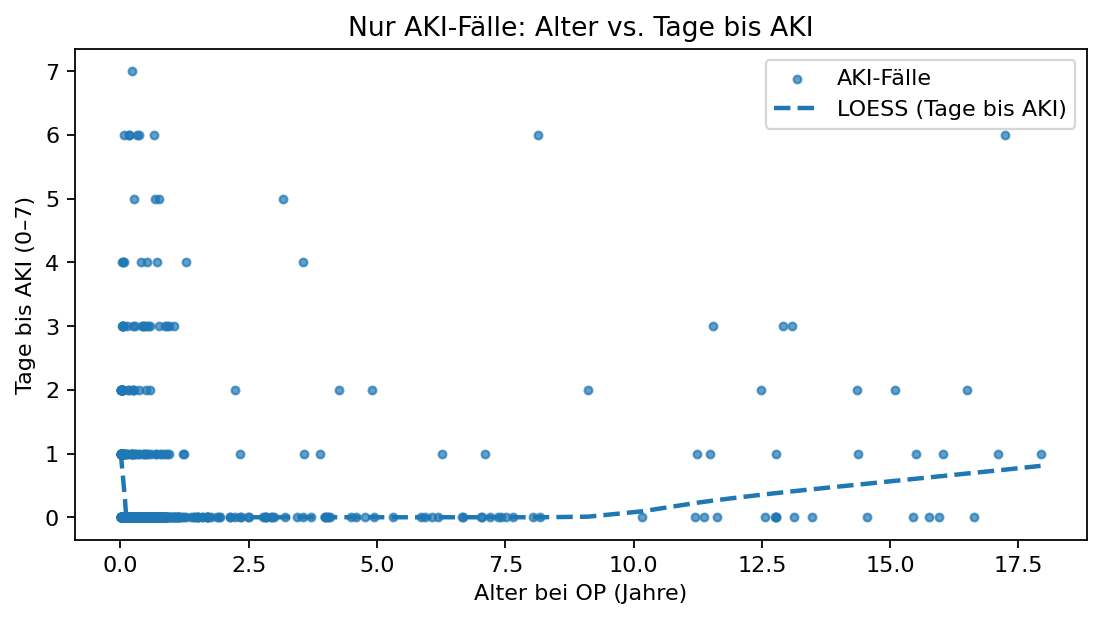 Nur AKI-Fälle: Alter vs. Tage bis AKI
AKI-Fälle
LOESS (Tage bis AKI)
Tage bis AKI (0–7)
7
6
5
4
3
2
1
0
0.0 2.5 5.0 7.5 10.0 12.5 15.0 17.5
Alter bei OP (Jahre)